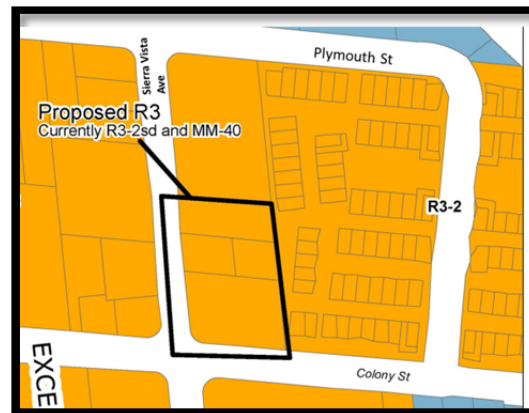 Plymouth St
Sierra Vista
Ave
Proposed R3
Currently R3-2sd and MM-40
R3-2
EXCE
Colony St